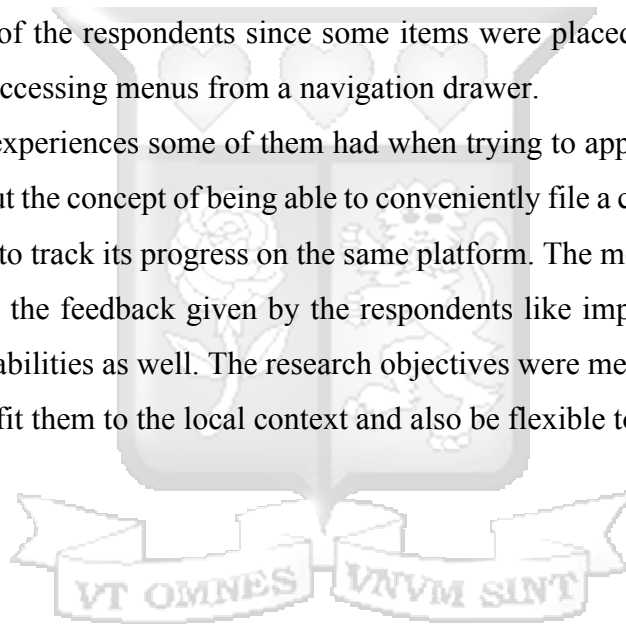 of the respondents since some items were placed
ccessing menus from a navigation drawer.
experiences some of them had when trying to app
ut the concept of being able to conveniently file a c
to track its progress on the same platform. The m
the feedback given by the respondents like imp
abilities as well. The research objectives were me
fit them to the local context and also be flexible to
VT OMNES VNVM SINT